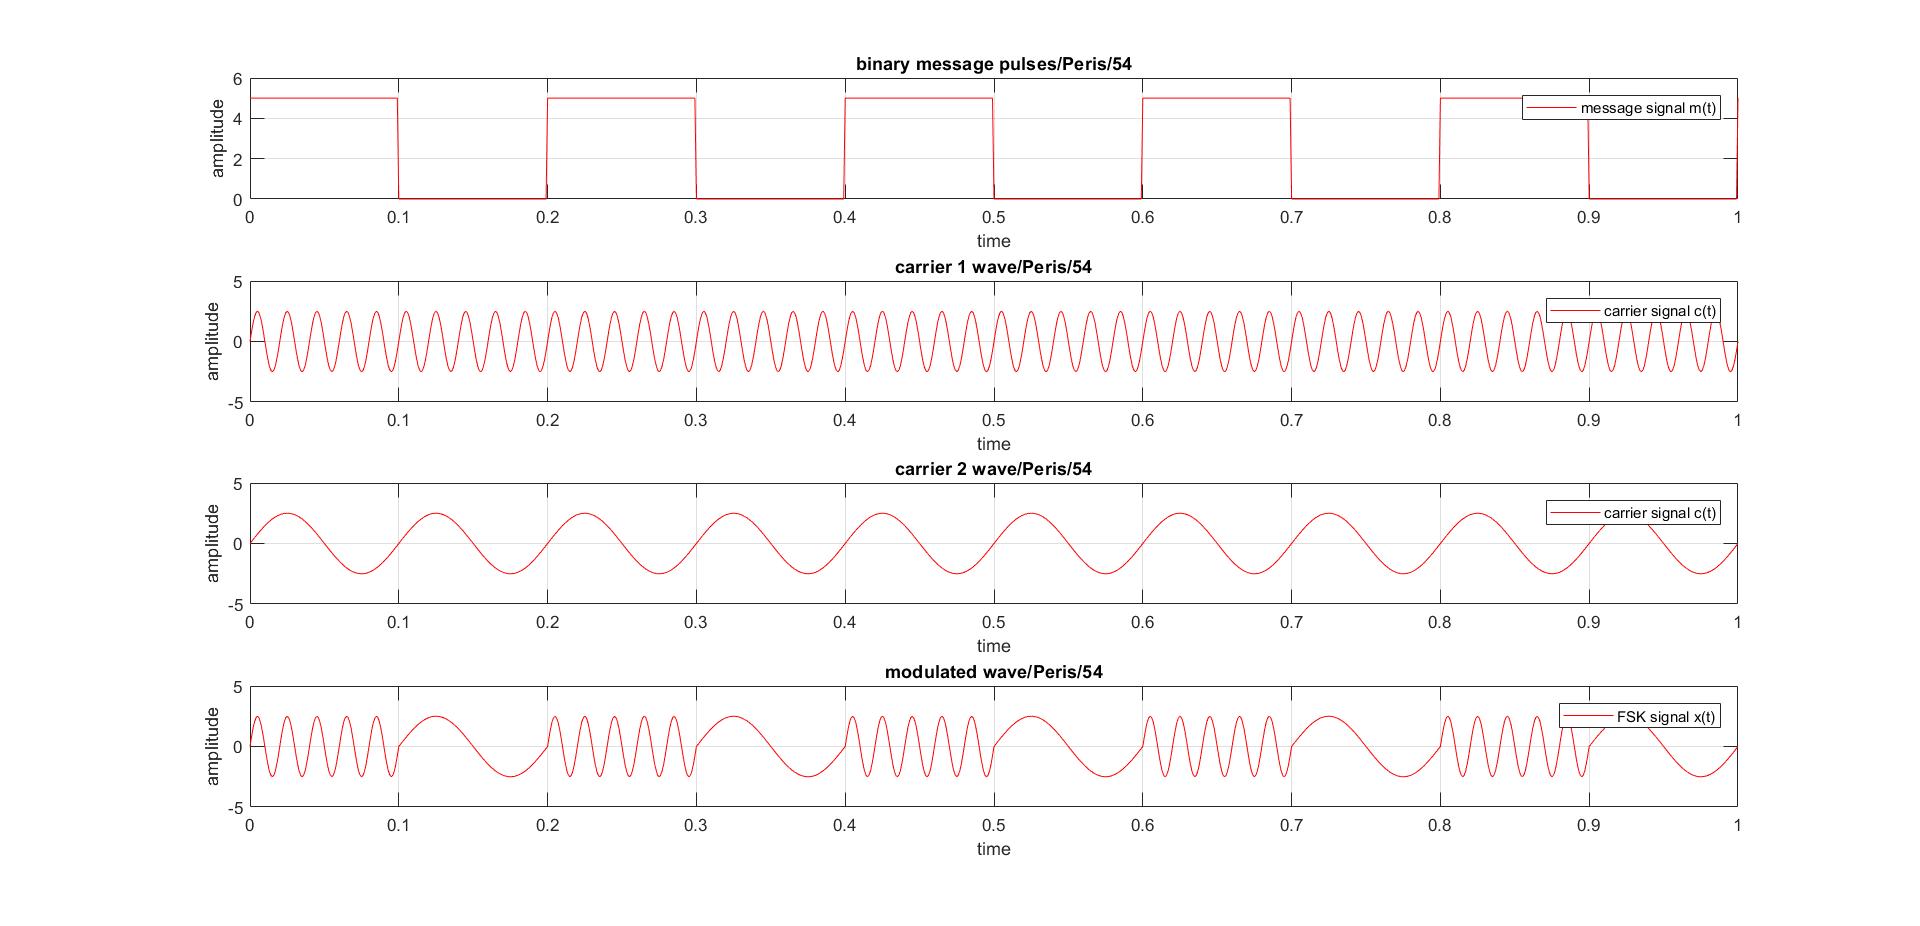 binary message pulses/Peris/54
6
4
2
0
amplitude
message signal m(t)
0 0.1 0.2 0.3 0.4 0.5 0.6 0.7 0.8 0.9 1
time
carrier 1 wave/Peris/54
5
0
-5
amplitude
carrier signal c(t)
0 0.1 0.2 0.3 0.4 0.5 0.6 0.7 0.8 0.9 1
time
carrier 2 wave/Peris/54
5
0
-5
amplitude
carrier signal c(t)
0 0.1 0.2 0.3 0.4 0.5 0.6 0.7 0.8 0.9 1
time
modulated wave/Peris/54
5
0
-5
amplitude
FSK signal x(t)
0 0.1 0.2 0.3 0.4 0.5 0.6 0.7 0.8 0.9 1
time